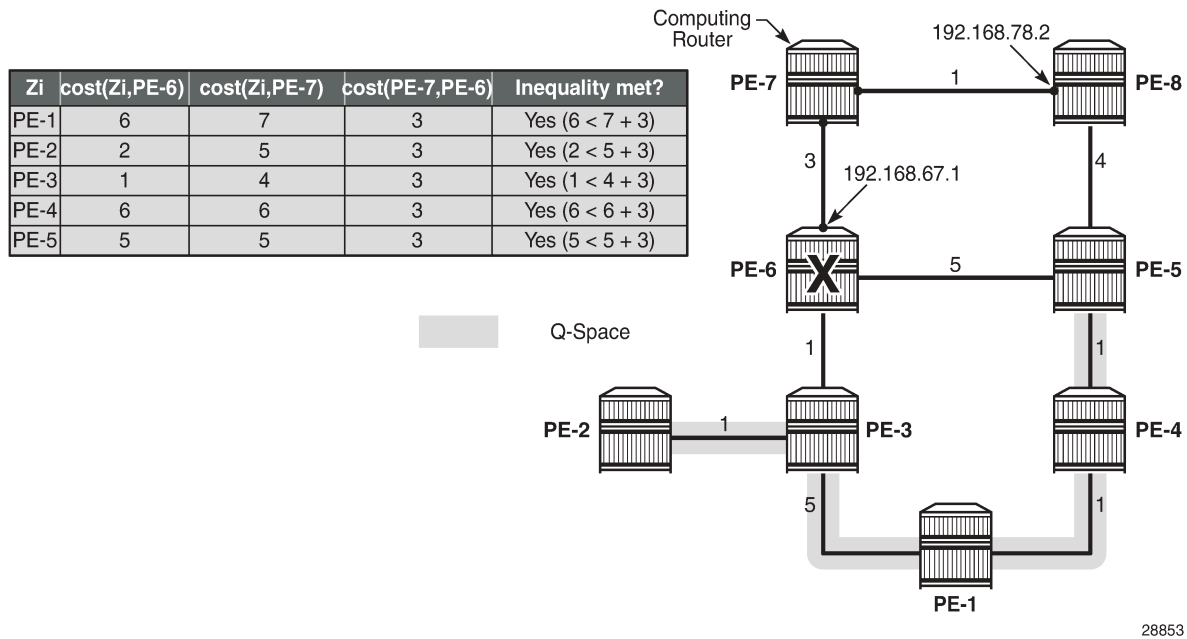 Computing
Router
192.168.78.2
PE-7
1
PE-8
Zi cost(Zi,PE-6) cost(Zi,PE-7) cost(PE-7,PE-6) Inequality met?
PE-1 6 7 3 Yes (6 < 7 + 3)
PE-2 2 5 3 Yes (2 < 5 + 3)
PE-3 1 4 3 Yes (1 < 4 + 3)
PE-4 6 6 3 Yes (6 < 6 + 3)
PE-5 5 5 3 Yes (5 < 5 + 3)
3
192.168.67.1
4
PE-6
X
5
PE-5
Q-Space
1
1
PE-2
1
PE-3
PE-4
5
1
PE-1
28853